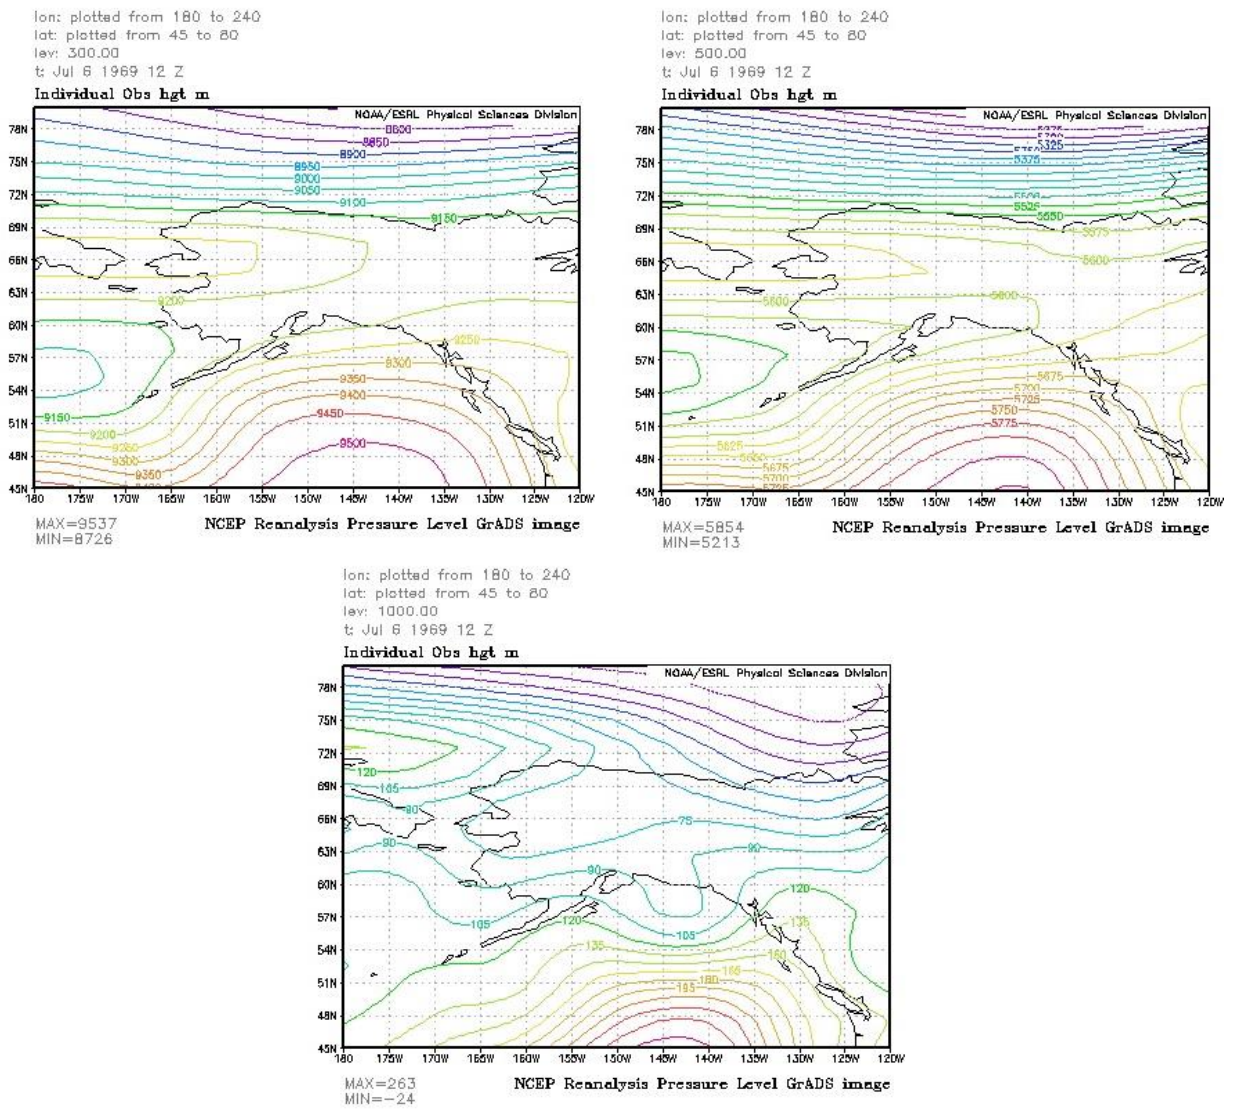 lon: plotted from 180 to 240
lat: plotted from 45 to 80
lev: 300.00
t: Jul 6 1969 12 Z
Individual Obs hgt m
NOAA/ESRL Physical Sciences Division
78N
75N
72N
69N
66N
63N
60N
57N
54N
51N
48N
45N
8800
8850
8900
8950
9000
9050
9100
9150
9200
9250
9300
9350
9400
9450
9500
9150
9200
9250
9300
9350
180 175W 170W 165W 160W 155W 150W 145W 140W 135W 130W 125W 120W
MAX=9537
MIN=8726
NCEP Reanalysis Pressure Level GrADS image
lon: plotted from 180 to 240
lat: plotted from 45 to 80
lev: 500.00
t: Jul 6 1969 12 Z
Individual Obs hgt m
NOAA/ESRL Physical Sciences Division
78N
75N
72N
69N
66N
63N
60N
57N
54N
51N
48N
45N
5325
5375
5500
5525
5550
5575
5600
5600
5600
5675
5700
5725
5750
5775
5625
5650
5675
5700
5725
180 175W 170W 165W 160W 155W 150W 145W 140W 135W 130W 125W 120W
MAX=5854
MIN=5213
NCEP Reanalysis Pressure Level GrADS image
lon: plotted from 180 to 240
lat: plotted from 45 to 80
lev: 1000.00
t: Jul 6 1969 12 Z
Individual Obs hgt m
NOAA/ESRL Physical Sciences Division
78N
75N
72N
69N
66N
63N
60N
57N
54N
51N
48N
45N
120
105
90
90
75
90
90
105
120
105
120
135
135
150
165
180
195
180 175W 170W 165W 160W 155W 150W 145W 140W 135W 130W 125W 120W
MAX=263
MIN=-24
NCEP Reanalysis Pressure Level GrADS image